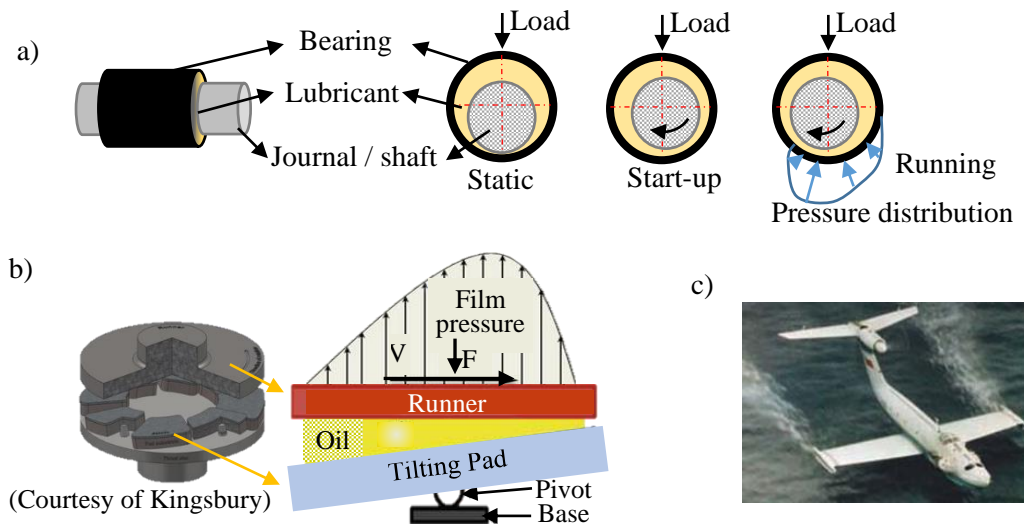 a)
Bearing
Lubricant
Journal / shaft
Load
Static
Load
Start-up
Load
Running
Pressure distribution
b)
Film
pressure
V
F
Runner
Oil
Tilting Pad
Pivot
Base
(Courtesy of Kingsbury)
c)